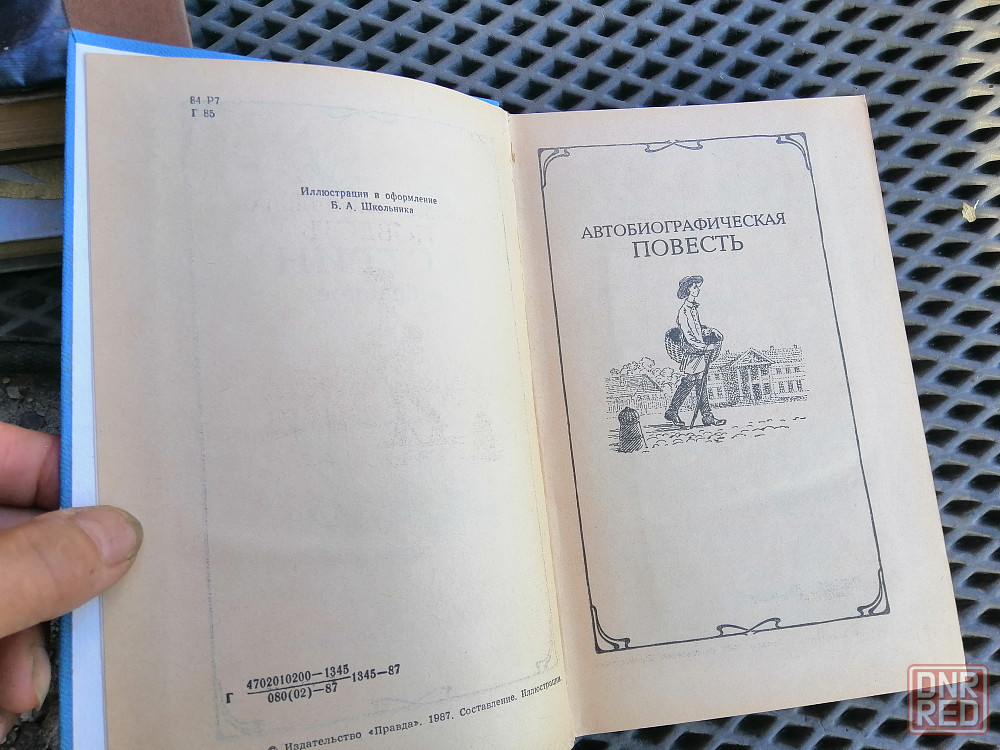 84 Р7
Г 85
Иллюстрации и оформление
Б. А. Школьника
Г 4702010200—1345
080(02)—87 1345—87
© Издательство «Правда». 1987. Составление. Иллюстрации.
АВТОБИОГРАФИЧЕСКАЯ
ПОВЕСТЬ
DNR
RED